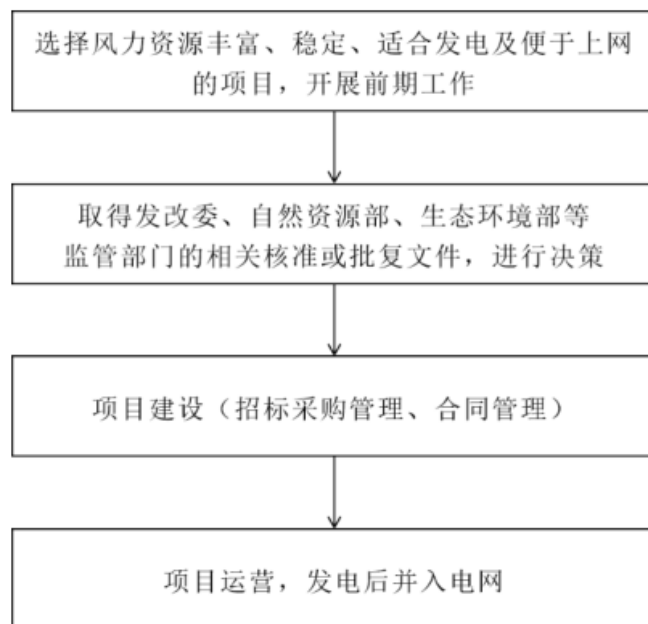 选择风力资源丰富、稳定、适合发电及便于上网
的项目，开展前期工作
取得发改委、自然资源部、生态环境部等
监管部门的相关核准或批复文件，进行决策
项目建设（招标采购管理、合同管理）
项目运营，发电后并入电网